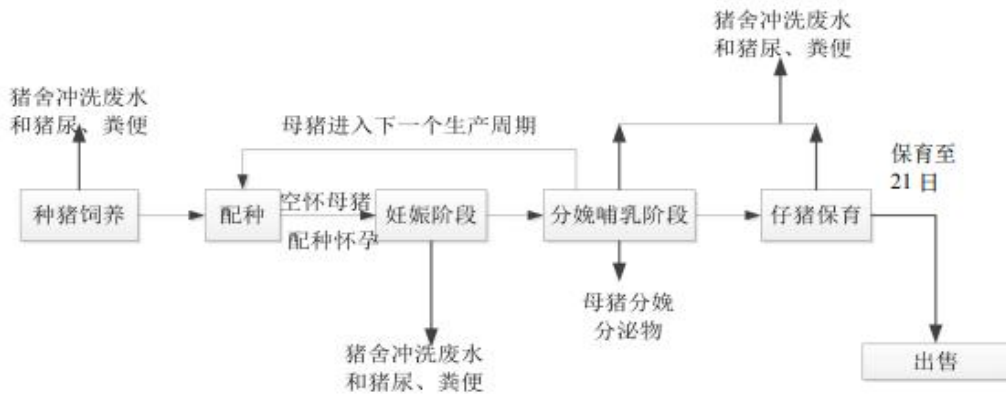 猪舍冲洗废水
和猪尿、粪便
猪舍冲洗废水
和猪尿、粪便
母猪进入下一个生产周期
保育至
21日
种猪饲养
配种
空怀母猪
配种怀孕
妊娠阶段
分娩哺乳阶段
仔猪保育
母猪分娩
分泌物
猪舍冲洗废水
和猪尿、粪便
出售